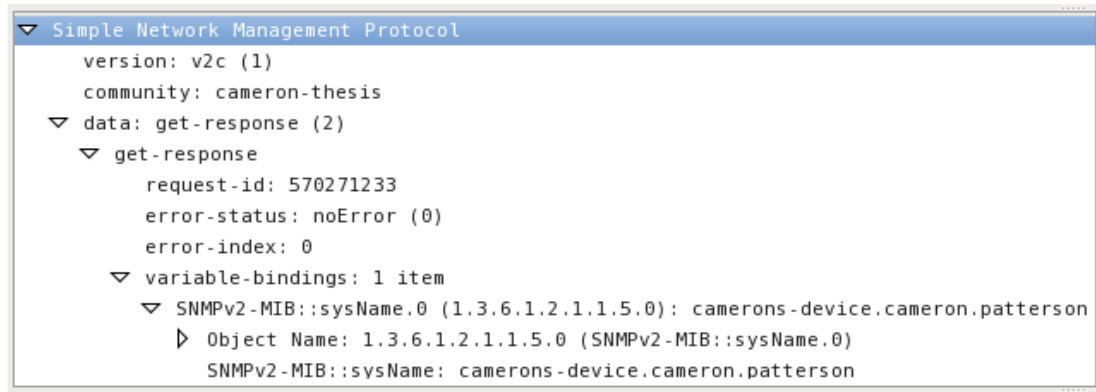 Simple Network Management Protocol
version: v2c (1)
community: cameron-thesis
data: get-response (2)
get-response
request-id: 570271233
error-status: noError (0)
error-index: 0
variable-bindings: 1 item
SNMPv2-MIB::sysName.0 (1.3.6.1.2.1.1.5.0): camerons-device.cameron.patterson
Object Name: 1.3.6.1.2.1.1.5.0 (SNMPv2-MIB::sysName.0)
SNMPv2-MIB::sysName: camerons-device.cameron.patterson